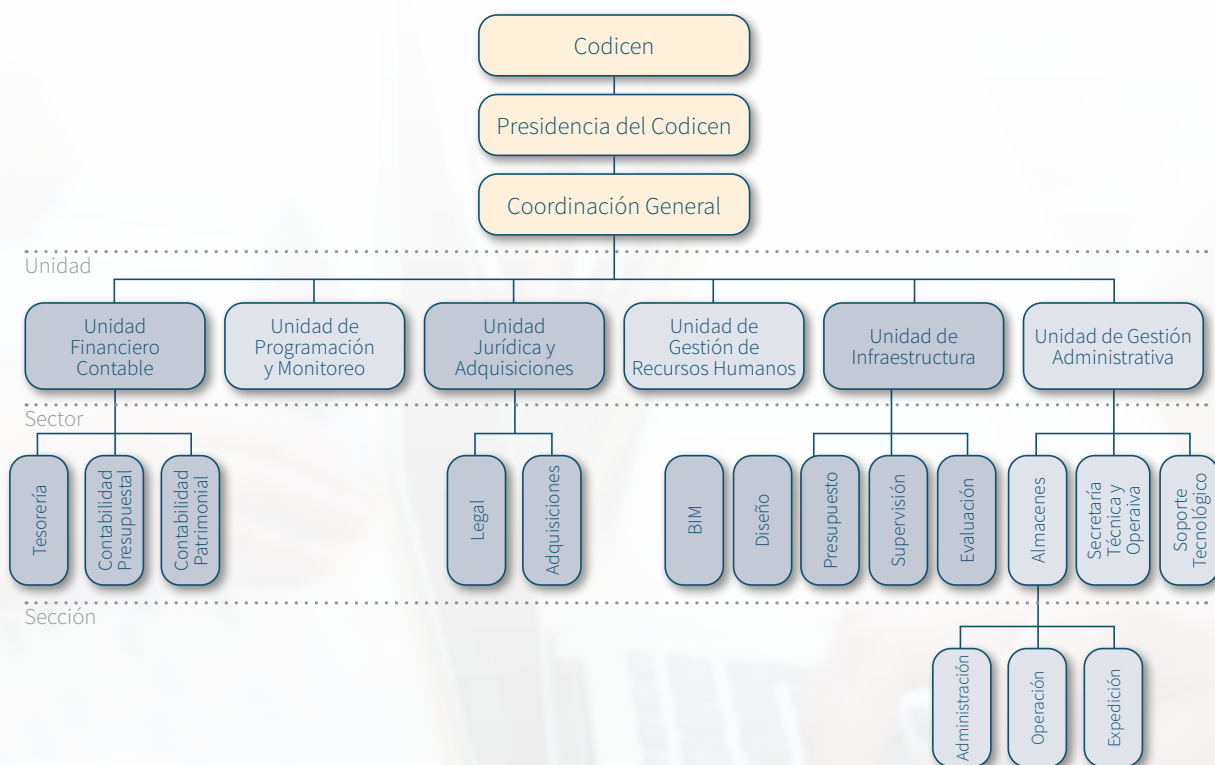 Codicen
Presidencia del Codicen
Coordinación General
Unidad
Unidad
Financiero
Contable
Unidad de
Programación
y Monitoreo
Unidad
Jurídica y
Adquisiciones
Unidad de
Gestión de
Recursos Humanos
Unidad de
Infraestructura
Unidad de Gestión
Administrativa
Sector
Tesorería
Contabilidad
Presupuestal
Contabilidad
Patrimonial
Legal
Adquisiciones
BIM
Diseño
Presupuesto
Supervisión
Evaluación
Almacenes
Secretaría
Técnica y
Operaiva
Soporte
Tecnológico
Sección
Administración
Operación
Expedición